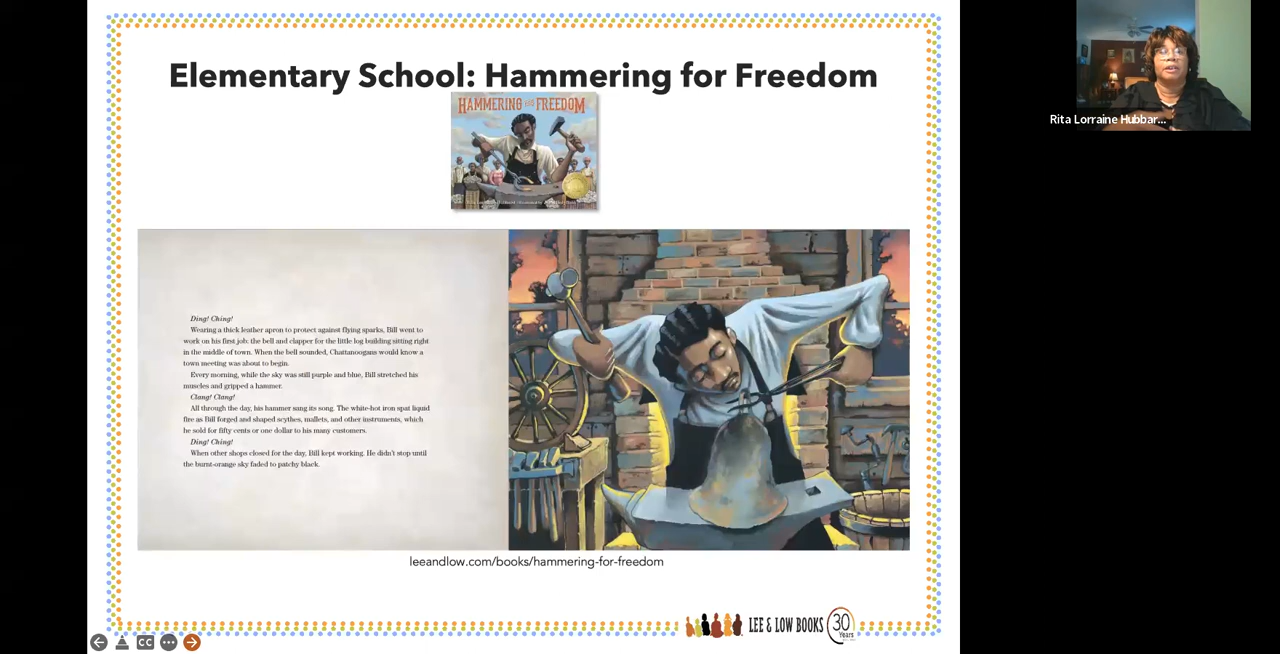 Elementary School: Hammering for Freedom
HAMMERING FOR FREEDOM
Rita Lorraine Hubbar...
Ding! Ching!
Wearing a thick leather apron to protect against flying sparks, Bill went to
work on his first job: the bell and clapper for the little log building sitting right
in the middle of town. When the bell sounded, Chattanoogans would know a
town meeting was about to begin.
Every morning, while the sky was still purple and blue, Bill stretched his
muscles and gripped a hammer.
Clang! Clang!
All through the day, his hammer sang its song. The white-hot iron spat liquid
fire as Bill forged and shaped scythes, mallets, and other instruments, which
he sold for fifty cents or one dollar to his many customers.
Ding! Ching!
When other shops closed for the day, Bill kept working. He didn't stop until
the burnt-orange sky faded to patchy black.
leeandlow.com/books/hammering-for-freedom
LEE & LOW BOOKS
30
Years
CC